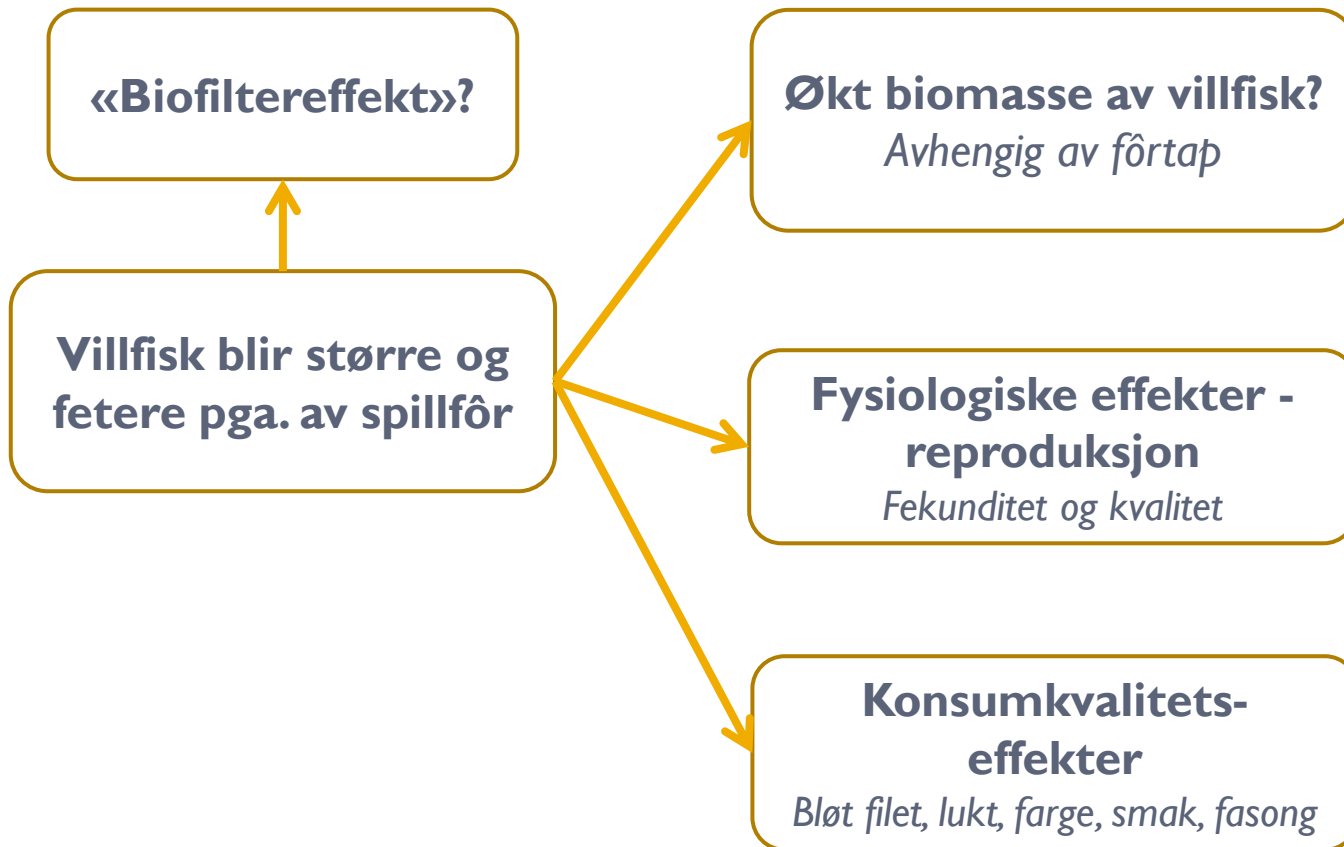 «Biofiltereffekt»?
Villfisk blir større og
fetere pga. av spillfôr
Økt biomasse av villfisk?
Avhengig av fôrtap
Fysiologiske effekter -
reproduksjon
Fekunditet og kvalitet
Konsumkvalitets-
effekter
Bløt filet, lukt, farge, smak, fasong